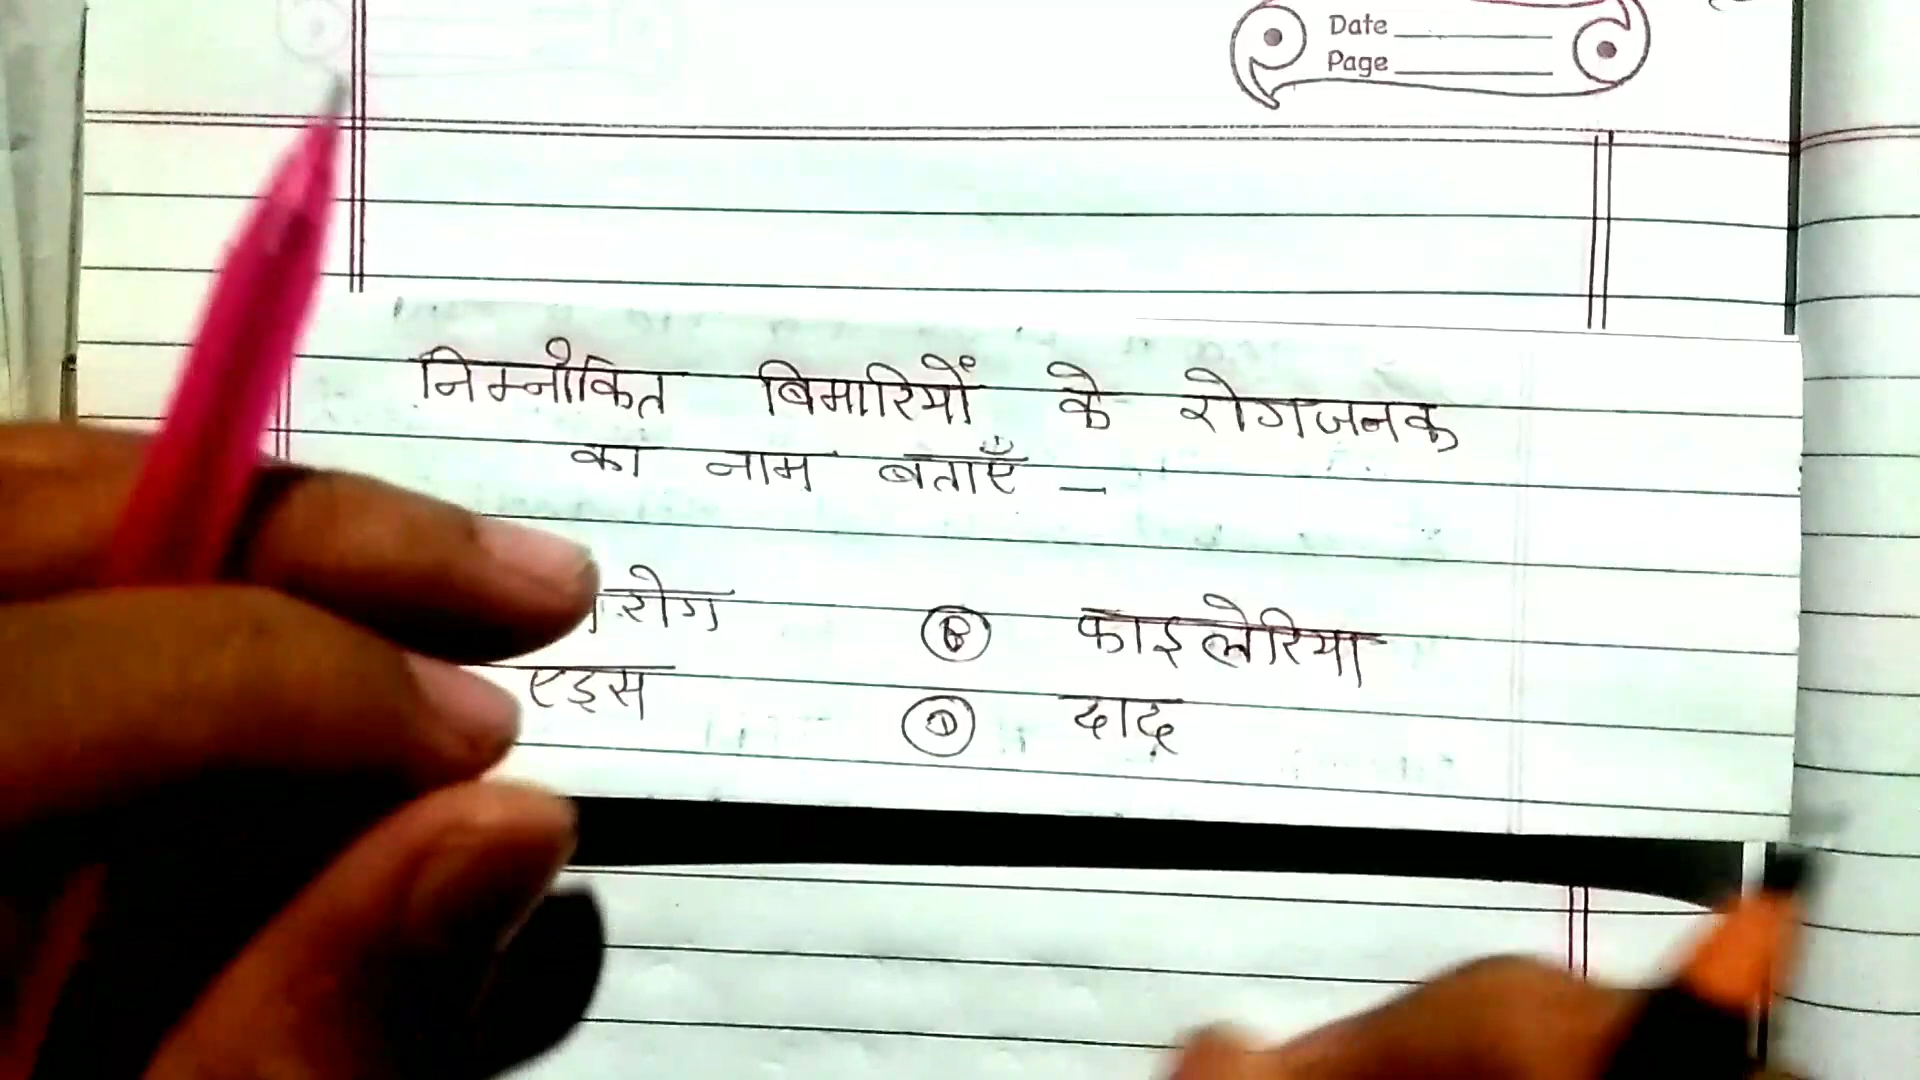 Date
Page
निम्नांकित बिमारियों के रोगजनक
का नाम बताएँ –
रोग Ⓑ फाइलेरिया
एड्स Ⓓ दाद